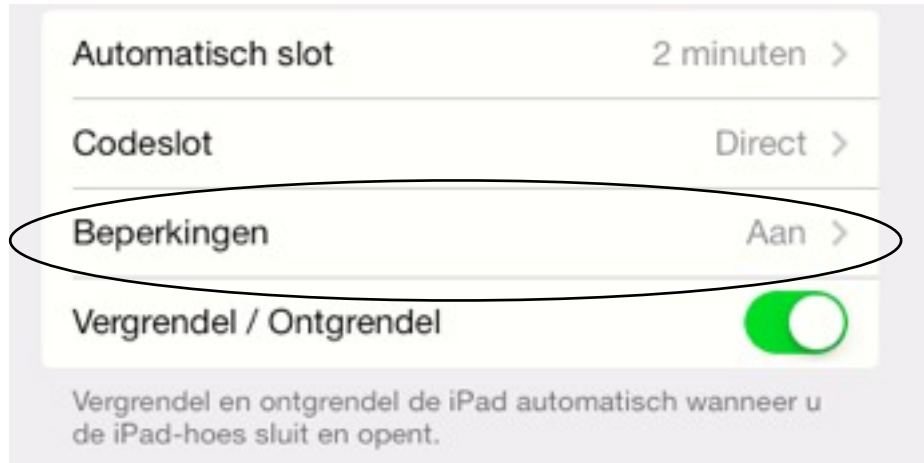 Automatisch slot 2 minuten >
Codeslot Direct >
Beperkingen Aan >
Vergrendel / Ontgrendel
Vergrendel en ontgrendel de iPad automatisch wanneer u
de iPad-hoes sluit en opent.